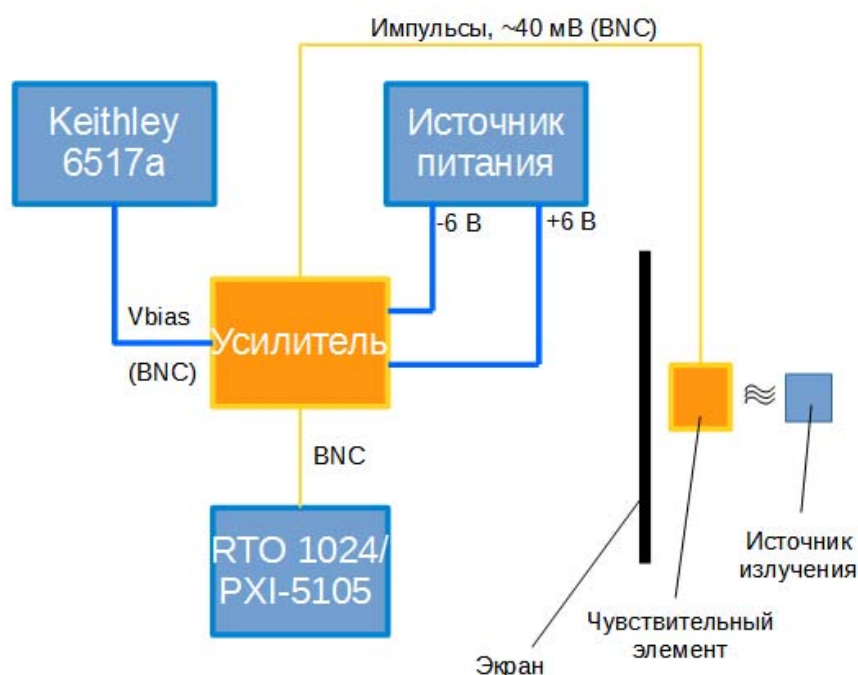 Импульсы, ~40 мВ (BNC)
Keithley
6517a
Источник
питания
-6 В
+6 В
Vbias
(BNC)
Усилитель
BNC
RTO 1024/
PXI-5105
Источник
излучения
Чувствительный
элемент
Экран